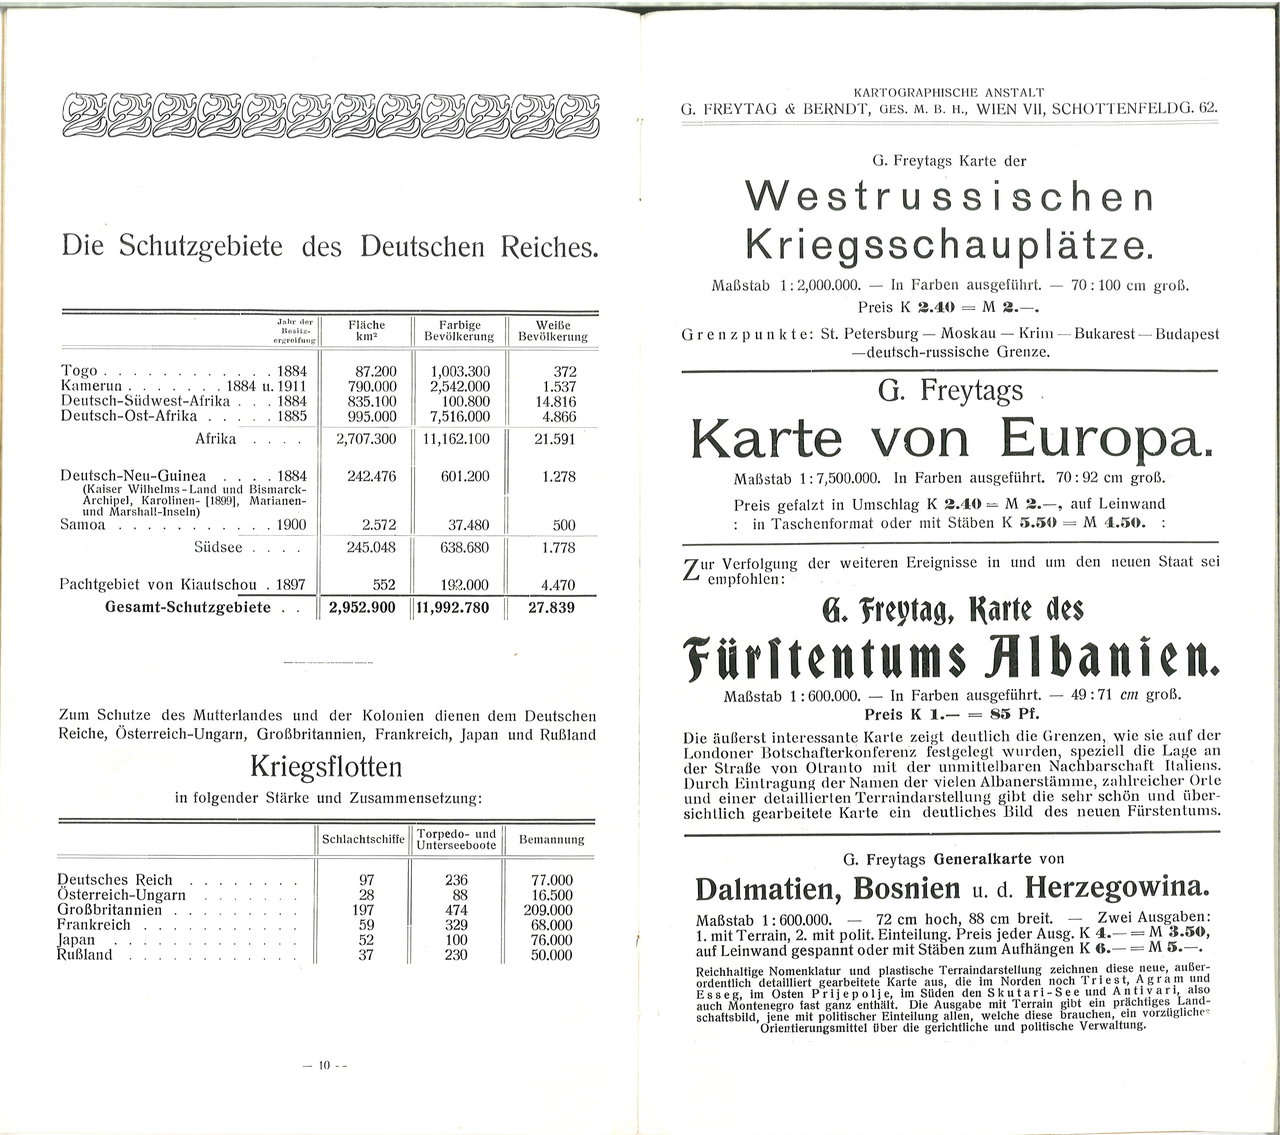 Die Schutzgebiete des Deutschen Reiches.
Jahr der Besitz-ergreifung | Fläche km² | Farbige Bevölkerung | Weiße Bevölkerung
Togo . . . . . . . . . . . . 1884 | 87.200 | 1,003.300 | 372
Kamerun . . . . . . . 1884 u. 1911 | 790.000 | 2,542.000 | 1.537
Deutsch-Südwest-Afrika . . . 1884 | 835.100 | 100.800 | 14.816
Deutsch-Ost-Afrika . . . . . 1885 | 995.000 | 7,516.000 | 4.866
Afrika . . . . | 2,707.300 | 11,162.100 | 21.591
Deutsch-Neu-Guinea . . . . 1884 | 242.476 | 601.200 | 1.278
(Kaiser Wilhelms-Land und Bismarck-
Archipel, Karolinen- [1899], Marianen-
und Marshall-Inseln)
Samoa . . . . . . . . . . . 1900 | 2.572 | 37.480 | 500
Südsee . . . . | 245.048 | 638.680 | 1.778
Pachtgebiet von Kiautschou . 1897 | 552 | 192.000 | 4.470
Gesamt-Schutzgebiete . . | 2,952.900 | 11,992.780 | 27.839
Zum Schutze des Mutterlandes und der Kolonien dienen dem Deutschen
Reiche, Österreich-Ungarn, Großbritannien, Frankreich, Japan und Rußland
Kriegsflotten
in folgender Stärke und Zusammensetzung:
Schlachtschiffe | Torpedo- und Unterseeboote | Bemannung
Deutsches Reich . . . . . . . . | 97 | 236 | 77.000
Österreich-Ungarn . . . . . . . | 28 | 88 | 16.500
Großbritannien . . . . . . . . . | 197 | 474 | 209.000
Frankreich . . . . . . . . . . . | 59 | 329 | 68.000
Japan . . . . . . . . . . . . . | 52 | 100 | 76.000
Rußland . . . . . . . . . . . . | 37 | 230 | 50.000
— 10 --
KARTOGRAPHISCHE ANSTALT
G. FREYTAG & BERNDT, GES. M. B. H., WIEN VII, SCHOTTENFELDG. 62.
G. Freytags Karte der
Westrussischen
Kriegsschauplätze.
Maßstab 1:2,000.000. — In Farben ausgeführt. — 70:100 cm groß.
Preis K 2.40 = M 2.—.
Grenzpunkte: St. Petersburg — Moskau — Krim — Bukarest — Budapest
—deutsch-russische Grenze.
G. Freytags
Karte von Europa.
Maßstab 1:7,500.000. In Farben ausgeführt. 70:92 cm groß.
Preis gefalzt in Umschlag K 2.40 = M 2.—, auf Leinwand
: in Taschenformat oder mit Stäben K 5.50 = M 4.50. :
Zur Verfolgung der weiteren Ereignisse in und um den neuen Staat sei
empfohlen:
G. Freytag, Karte des
Fürstentums Albanien.
Maßstab 1:600.000. — In Farben ausgeführt. — 49:71 cm groß.
Preis K 1.— = 85 Pf.
Die äußerst interessante Karte zeigt deutlich die Grenzen, wie sie auf der
Londoner Botschafterkonferenz festgelegt wurden, speziell die Lage an
der Straße von Otranto mit der unmittelbaren Nachbarschaft Italiens.
Durch Eintragung der Namen der vielen Albanerstämme, zahlreicher Orte
und einer detaillierten Terraindarstellung gibt die sehr schön und über-
sichtlich gearbeitete Karte ein deutliches Bild des neuen Fürstentums.
G. Freytags Generalkarte von
Dalmatien, Bosnien u. d. Herzegowina.
Maßstab 1:600.000. — 72 cm hoch, 88 cm breit. — Zwei Ausgaben:
1. mit Terrain, 2. mit polit. Einteilung. Preis jeder Ausg. K 4.— = M 3.50,
auf Leinwand gespannt oder mit Stäben zum Aufhängen K 6.— = M 5.—.
Reichhaltige Nomenklatur und plastische Terraindarstellung zeichnen diese neue, außer-
ordentlich detailliert gearbeitete Karte aus, die im Norden noch Triest, Agram und
Esseg, im Osten Prijepolje, im Süden den Skutari-See und Antivari, also
auch Montenegro fast ganz enthält. Die Ausgabe mit Terrain gibt ein prächtiges Land-
schaftsbild, jene mit politischer Einteilung allen, welche diese brauchen, ein vorzügliches
Orientierungsmittel über die gerichtliche und politische Verwaltung.